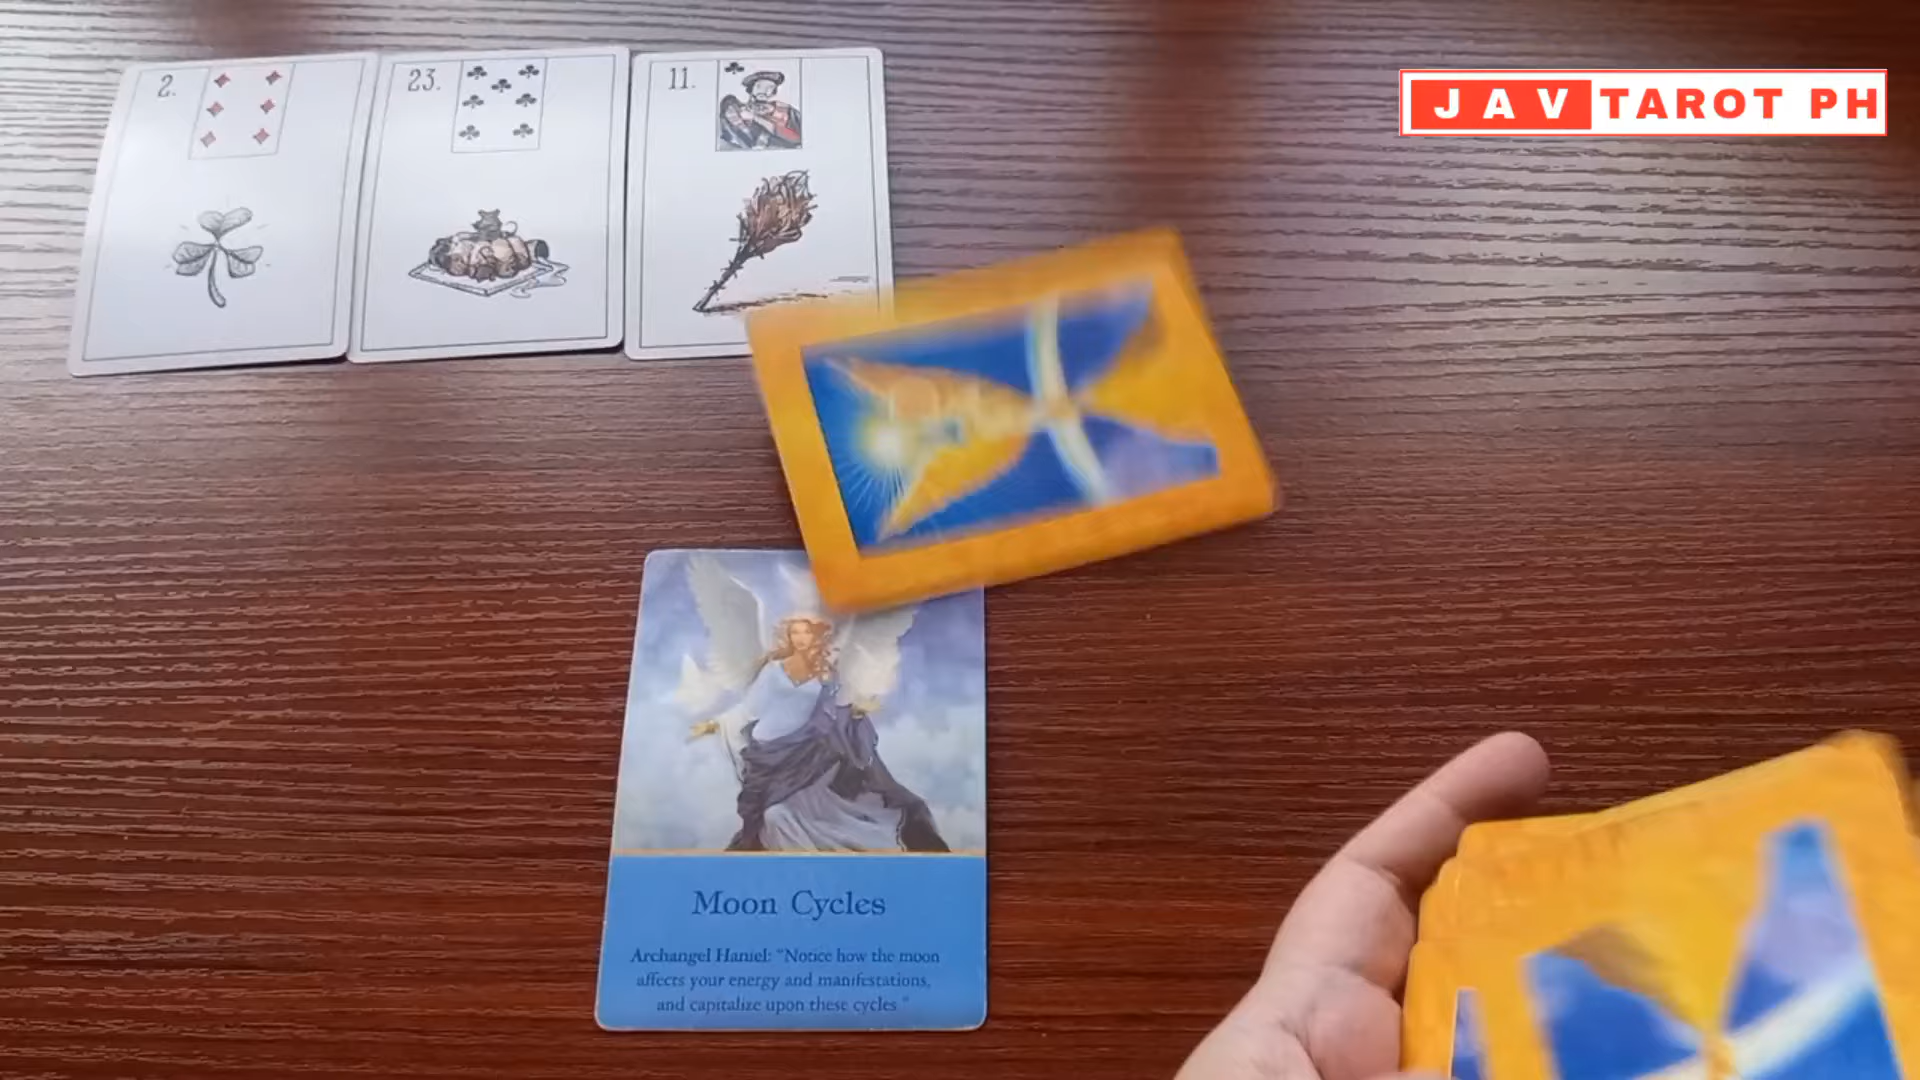 2.
23.
11.
JAV TAROT PH
Moon Cycles
Archangel Haniel: "Notice how the moon
affects your energy and manifestations,
and capitalize upon these cycles."